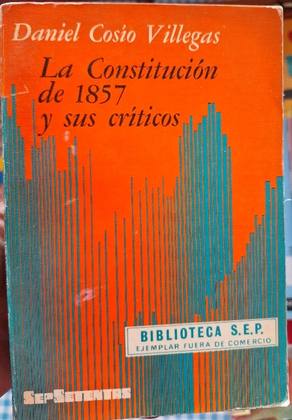 Daniel Cosío Villegas
La Constitución
de 1857
y sus críticos
BIBLIOTECA S.E.P.
EJEMPLAR FUERA DE COMERCIO
SEPSETENTAS